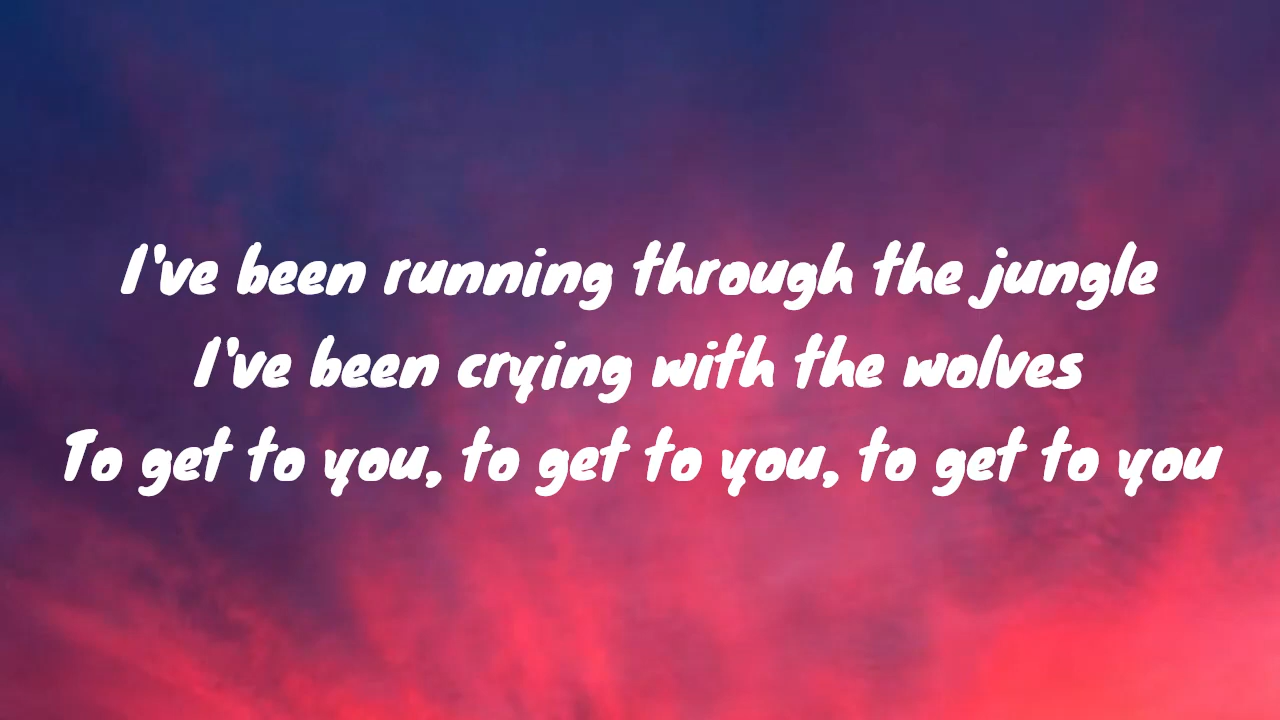 I've been running through the jungle
I've been crying with the wolves
To get to you, to get to you, to get to you